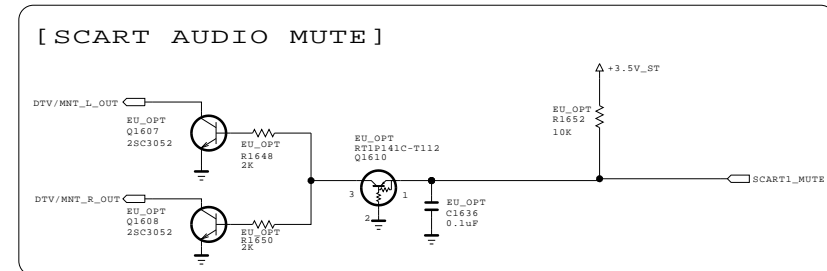 [SCART AUDIO MUTE]
+3.5V_ST
DTV/MNT_L_OUT
EU_OPT
Q1607
2SC3052
EU_OPT
R1648
2K
EU_OPT
RT1P141C-T112
Q1610
EU_OPT
R1652
10K
3
1
2
SCART1_MUTE
EU_OPT
C1636
0.1uF
DTV/MNT_R_OUT
EU_OPT
Q1608
2SC3052
EU_OPT
R1650
2K